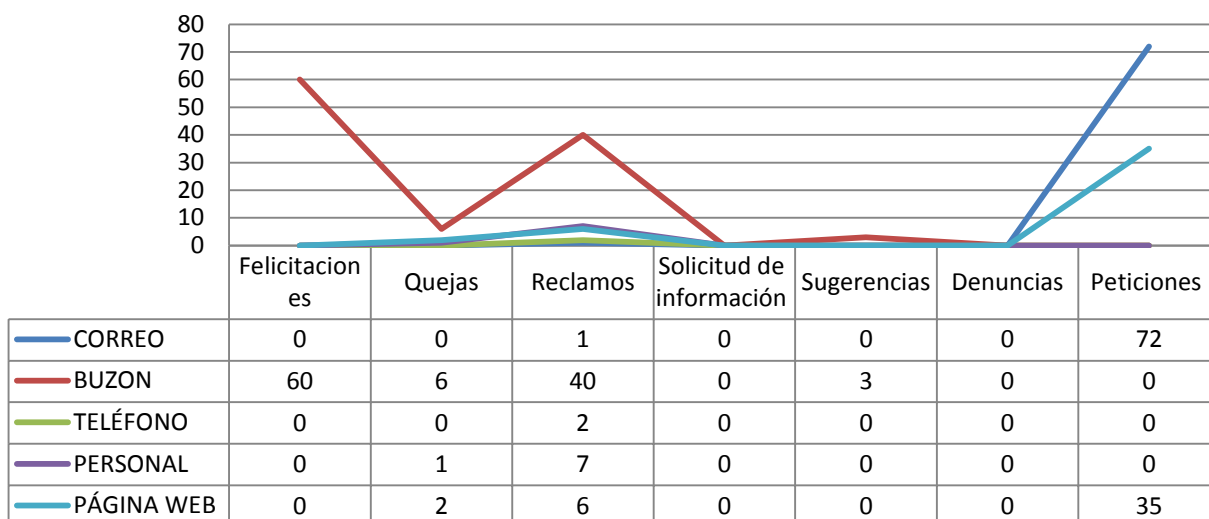 80
70
60
50
40
30
20
10
0
Felicitacion
es
Quejas
Reclamos
Solicitud de
información
Sugerencias
Denuncias
Peticiones
CORREO 0 0 1 0 0 0 72
BUZON 60 6 40 0 3 0 0
TELÉFONO 0 0 2 0 0 0 0
PERSONAL 0 1 7 0 0 0 0
PÁGINA WEB 0 2 6 0 0 0 35